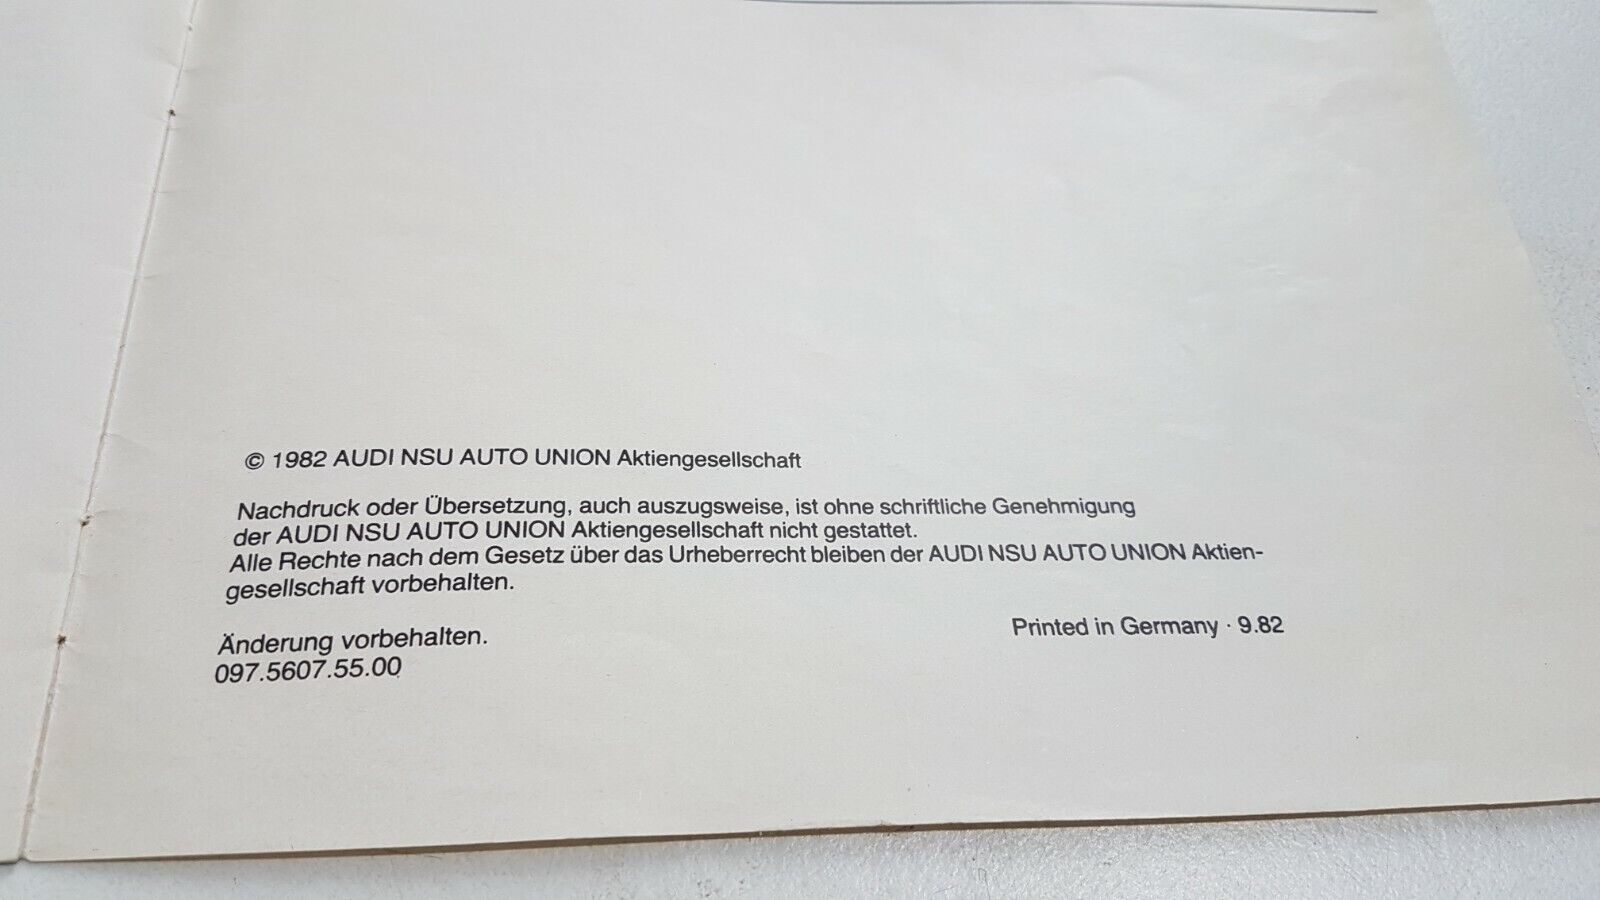 © 1982 AUDI NSU AUTO UNION Aktiengesellschaft
Nachdruck oder Übersetzung, auch auszugsweise, ist ohne schriftliche Genehmigung
der AUDI NSU AUTO UNION Aktiengesellschaft nicht gestattet.
Alle Rechte nach dem Gesetz über das Urheberrecht bleiben der AUDI NSU AUTO UNION Aktien-
gesellschaft vorbehalten.
Änderung vorbehalten.
097.5607.55.00
Printed in Germany · 9.82